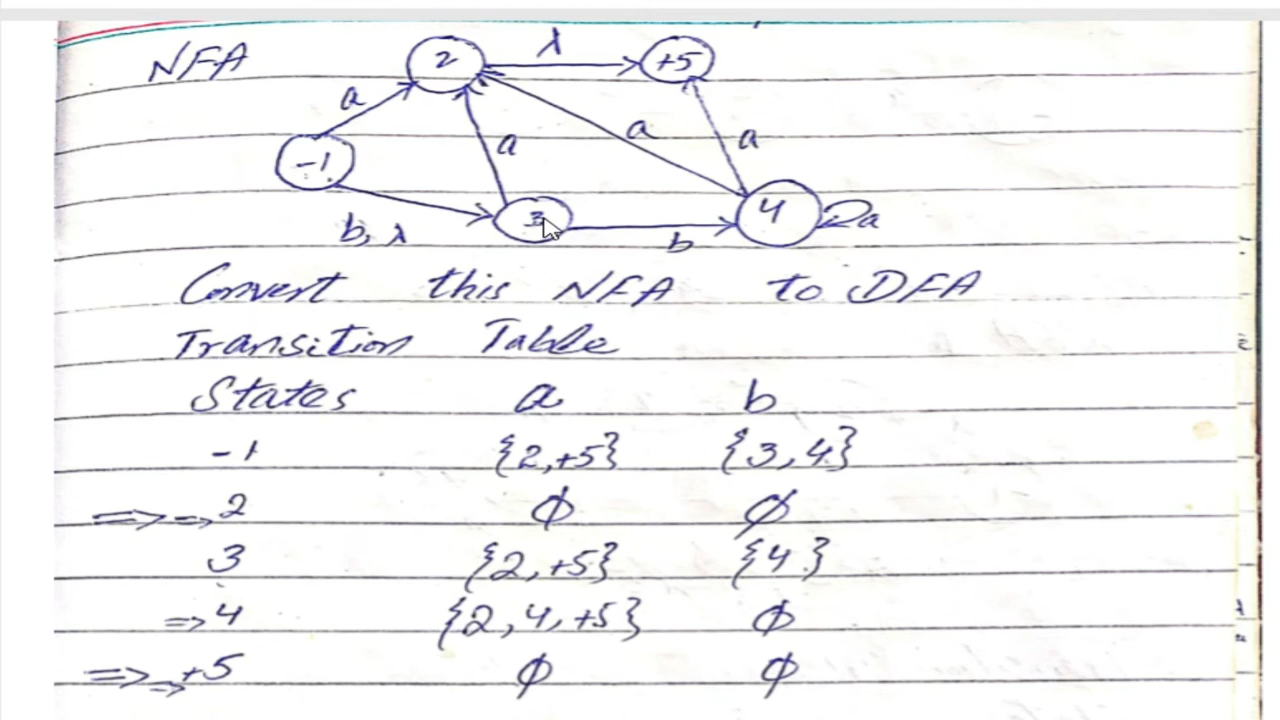 NFA
2 λ +5
a
a a a
-1
3 4 a
b, λ b
Convert this NFA to DFA
Transition Table
States a b
-1 {2,+5} {3,4}
=> => 2 φ φ
3 {2,+5} {4}
=> 4 {2,4,+5} φ
=> => +5 φ φ